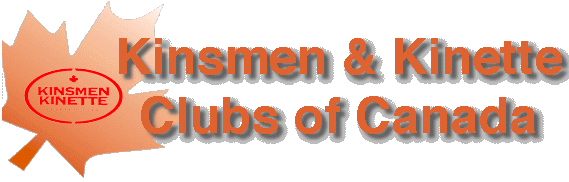 Kinsmen & Kinette
Clubs of Canada
KINSMEN
KINETTE